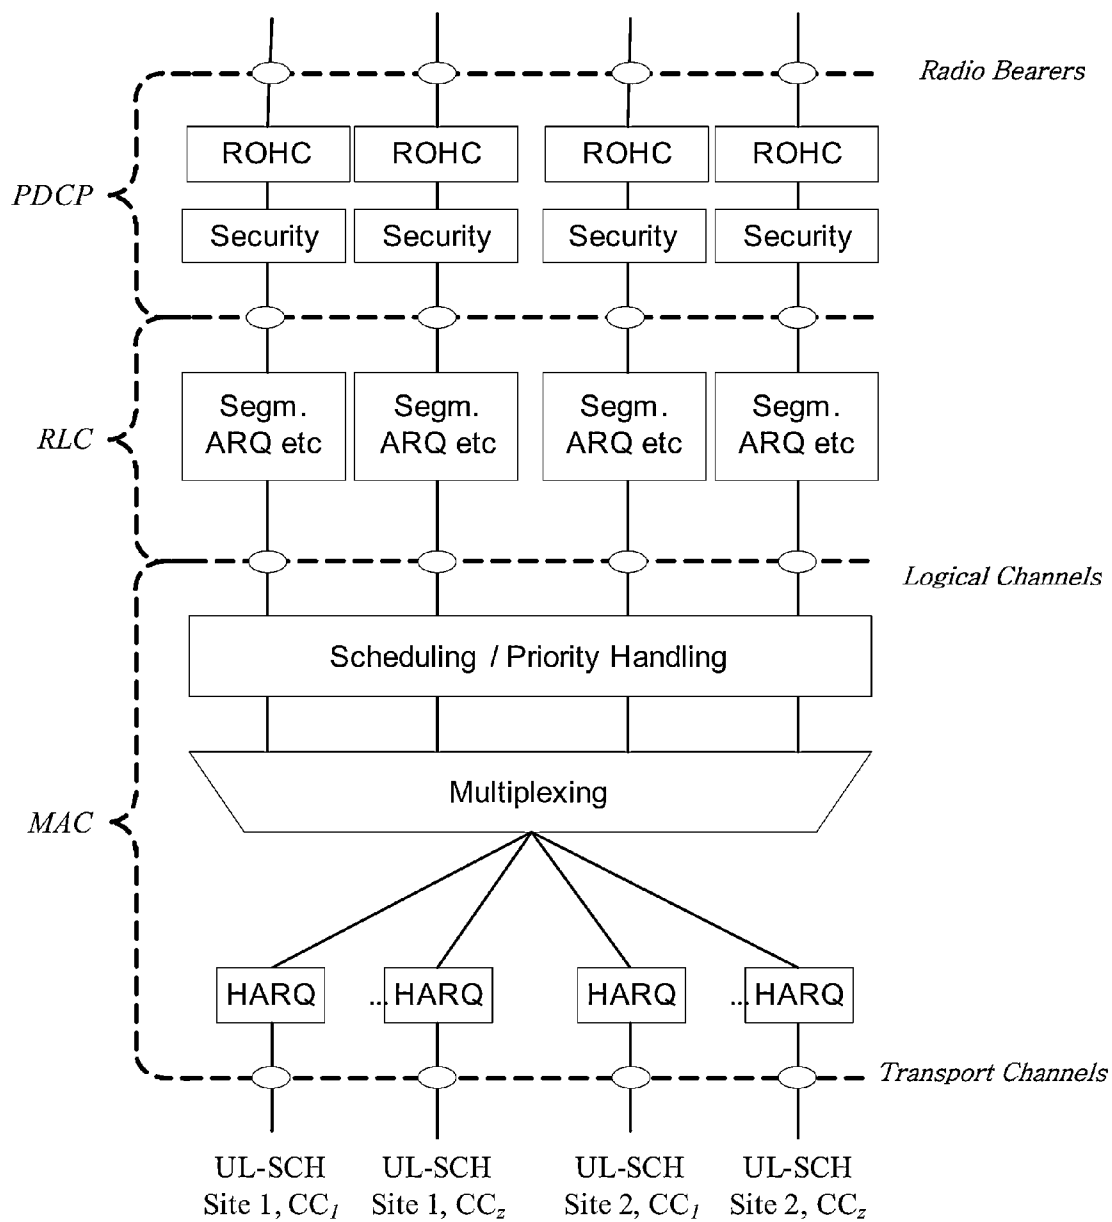 Radio Bearers
ROHC ROHC ROHC ROHC
PDCP
Security Security Security Security
Segm. Segm. Segm. Segm.
ARQ etc ARQ etc ARQ etc ARQ etc
RLC
Logical Channels
Scheduling / Priority Handling
Multiplexing
MAC
HARQ ...HARQ HARQ ...HARQ
Transport Channels
UL-SCH UL-SCH UL-SCH UL-SCH
Site 1, CC1 Site 1, CCz Site 2, CC1 Site 2, CCz